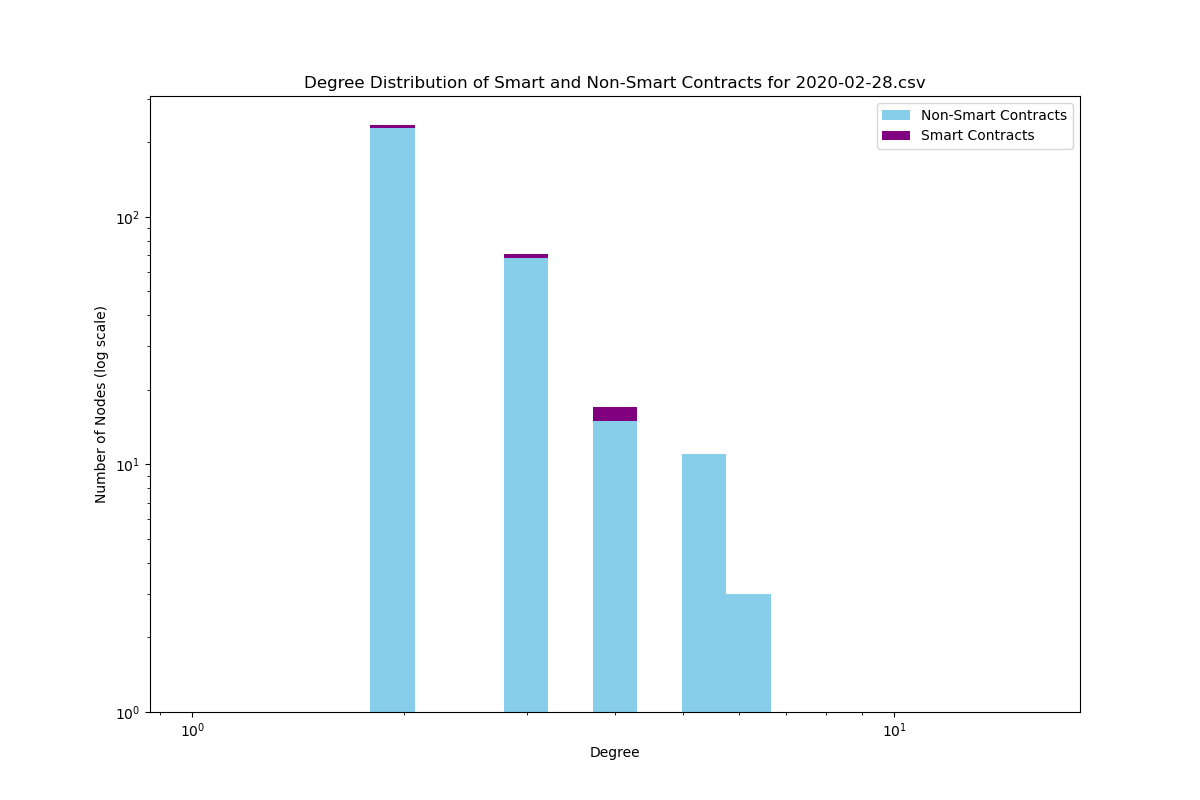 Degree Distribution of Smart and Non-Smart Contracts for 2020-02-28.csv
Non-Smart Contracts
Smart Contracts
Number of Nodes (log scale)
10²
10¹
10⁰
10⁰ 10¹
Degree